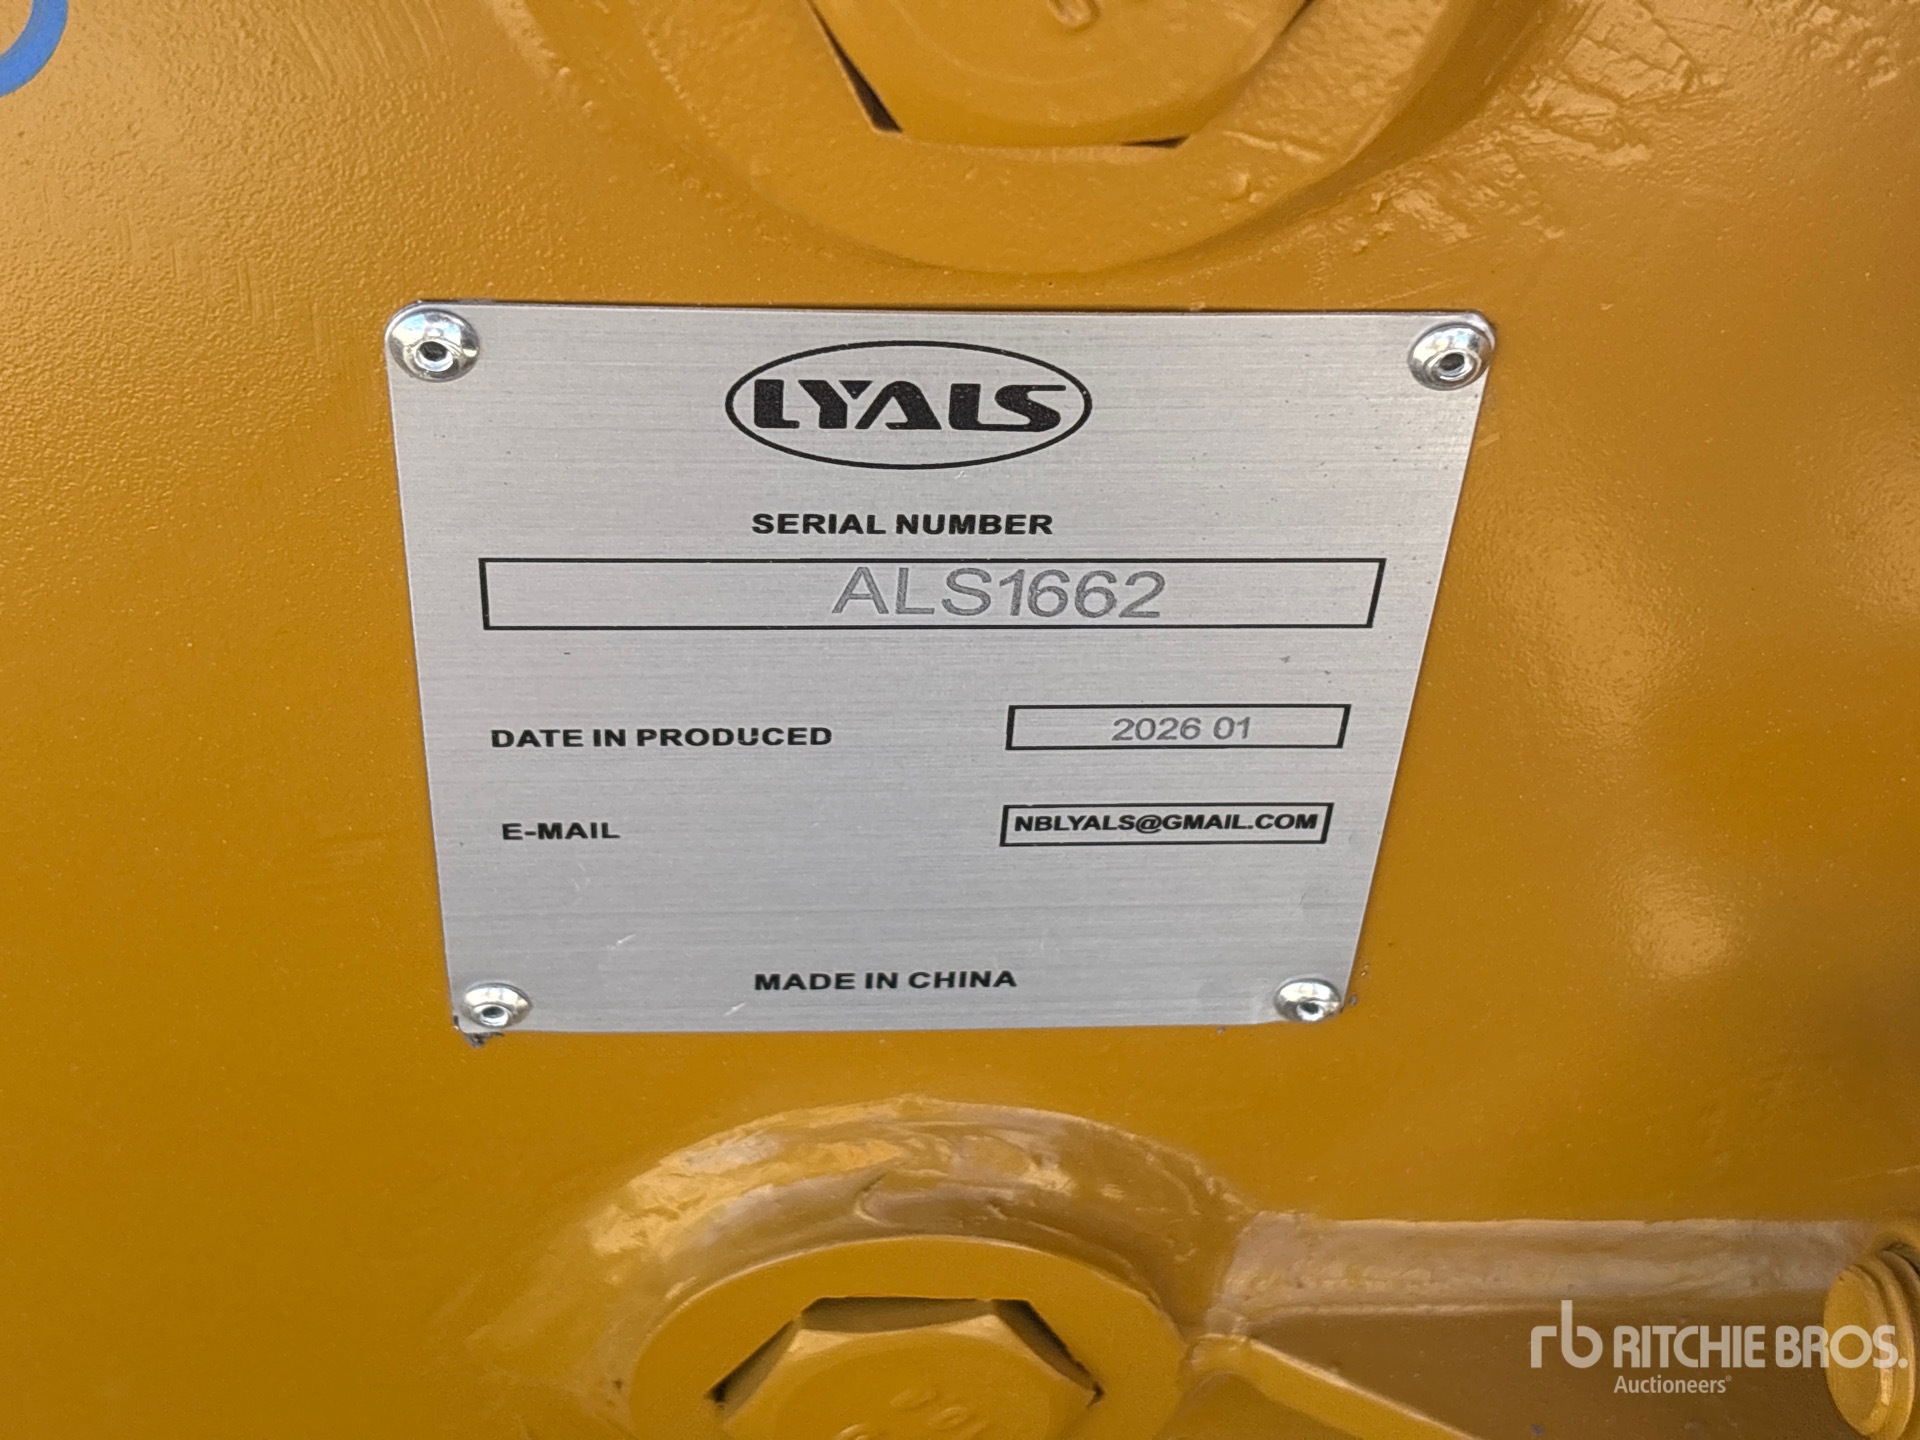 LYALS
SERIAL NUMBER
ALS1662
DATE IN PRODUCED 2026 01
E-MAIL NBLYALS@GMAIL.COM
MADE IN CHINA
rb RITCHIE BROS.
Auctioneers